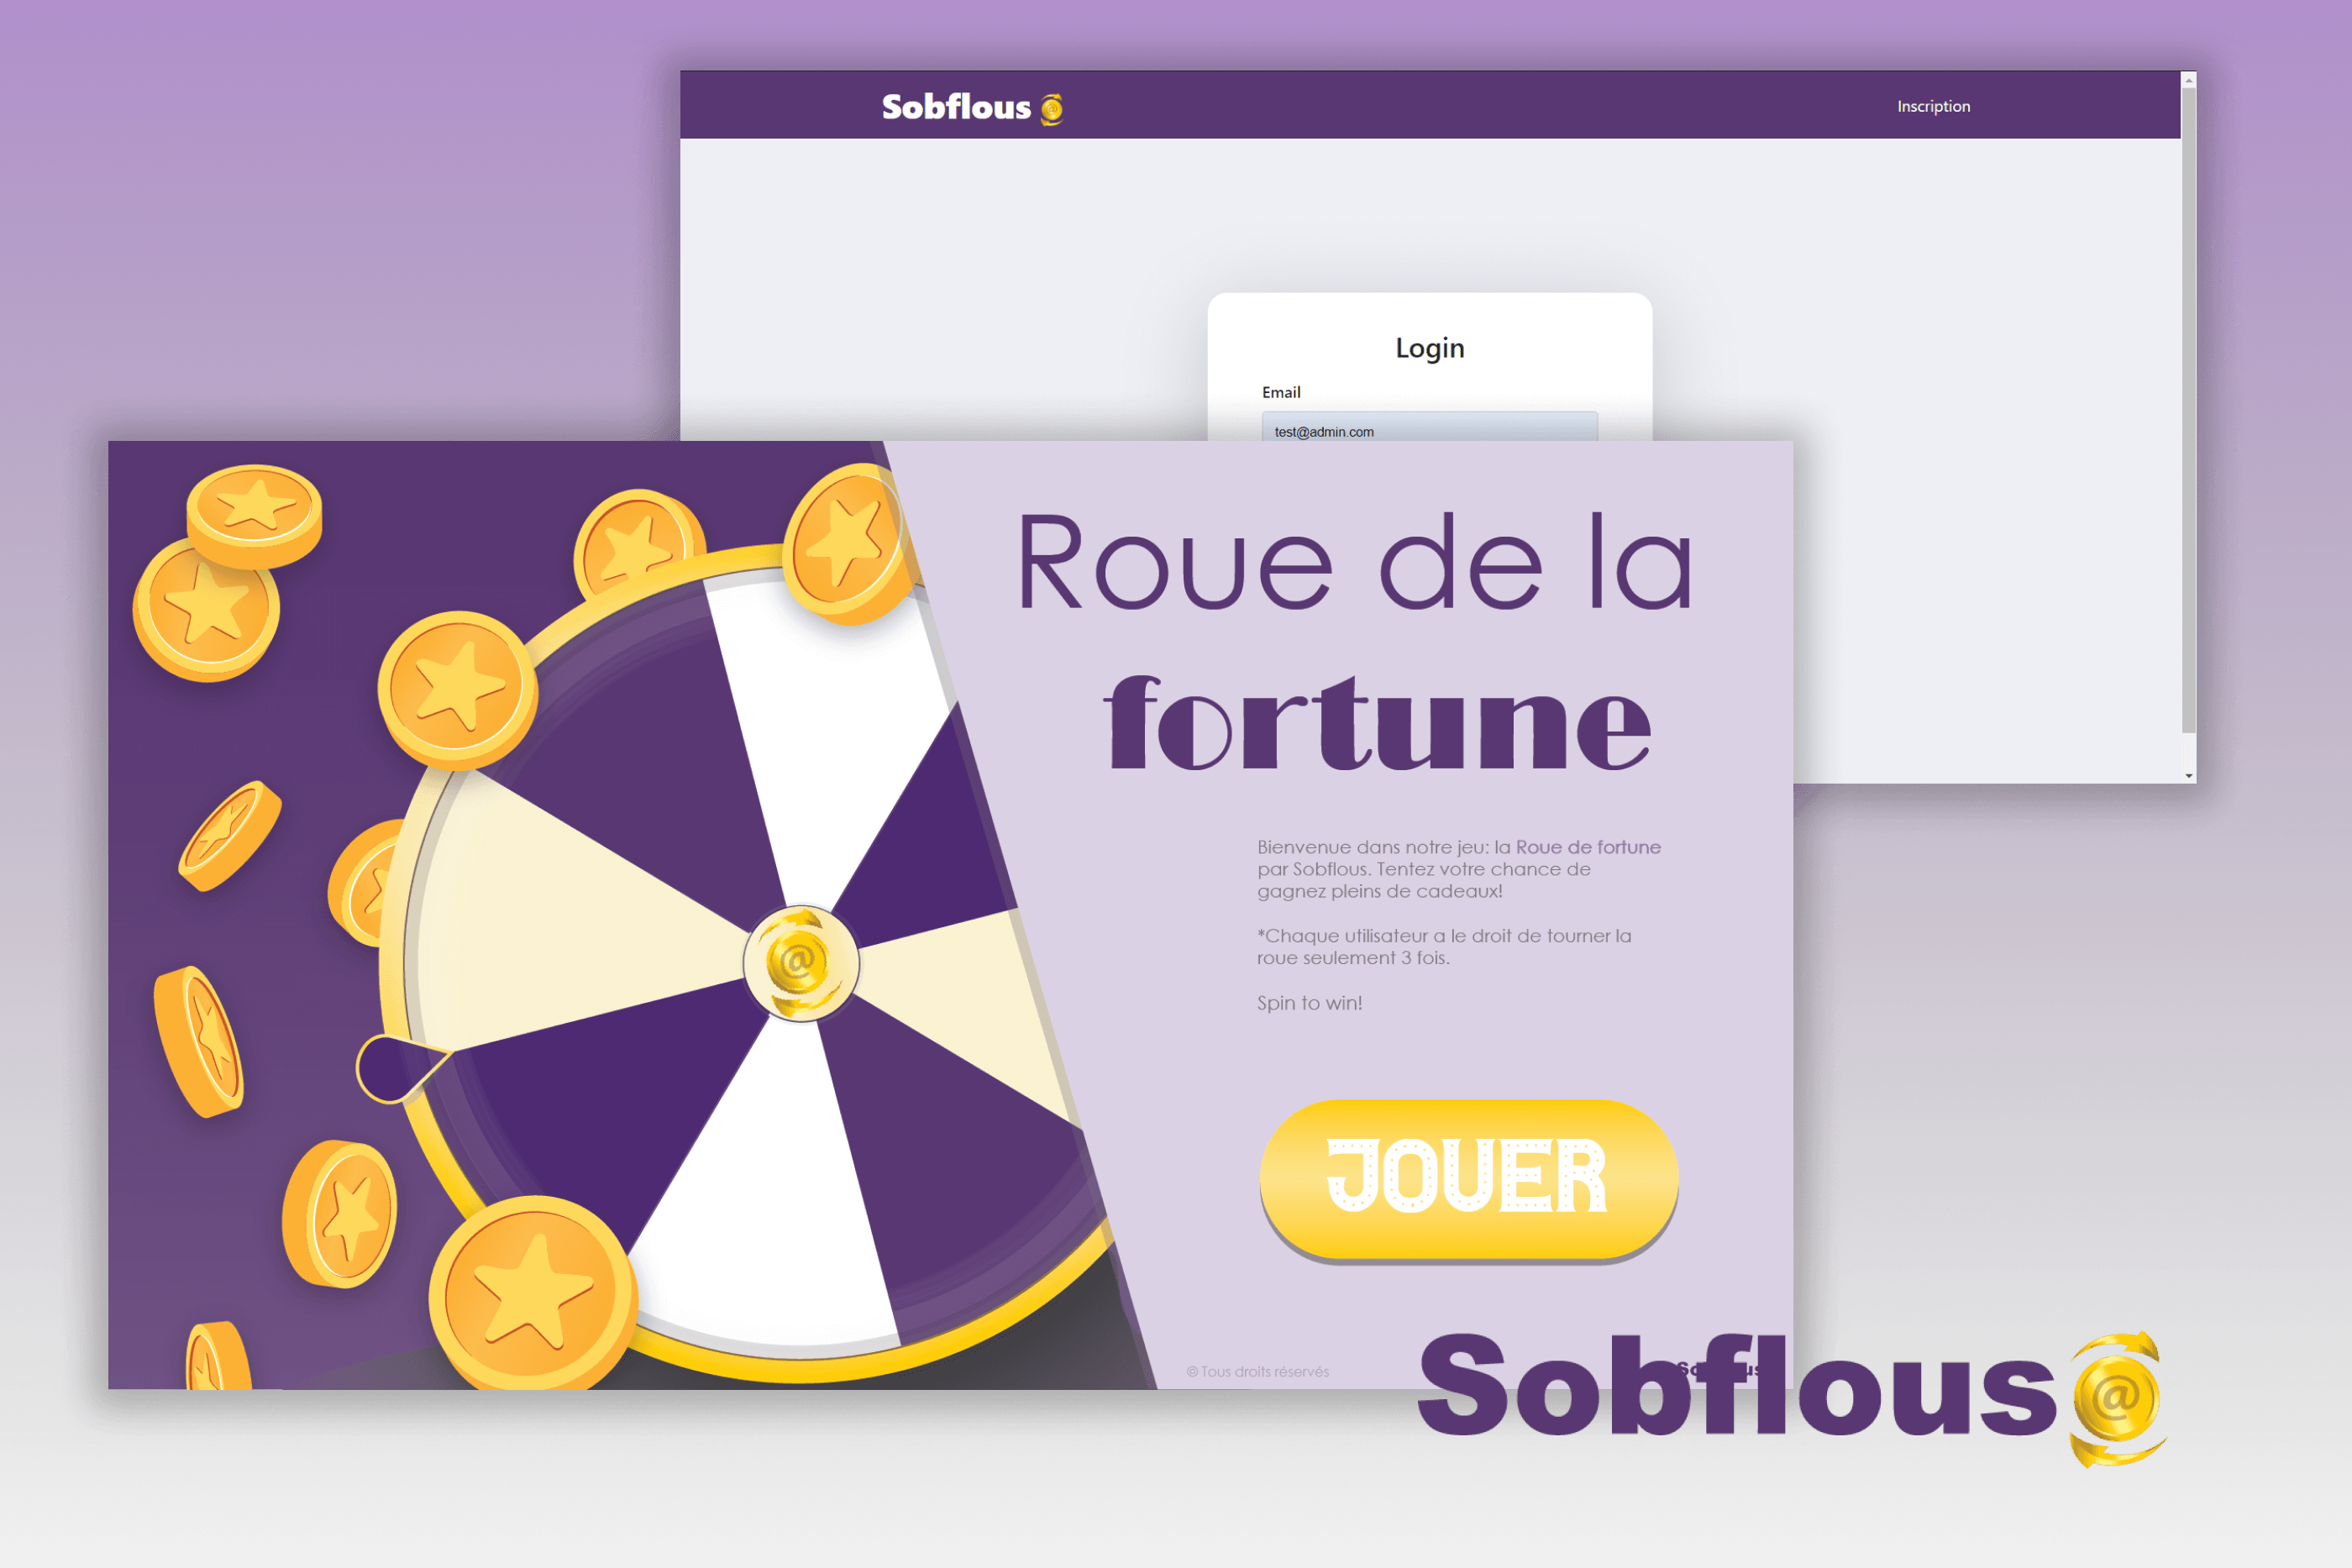 Sobflous
Inscription
Login
Email
test@admin.com
Roue de la
fortune
Bienvenue dans notre jeu: la Roue de fortune
par Sobflous. Tentez votre chance de
gagnez pleins de cadeaux!
*Chaque utilisateur a le droit de tourner la
roue seulement 3 fois.
Spin to win!
JOUER
@
© Tous droits réservés
Sobflous @